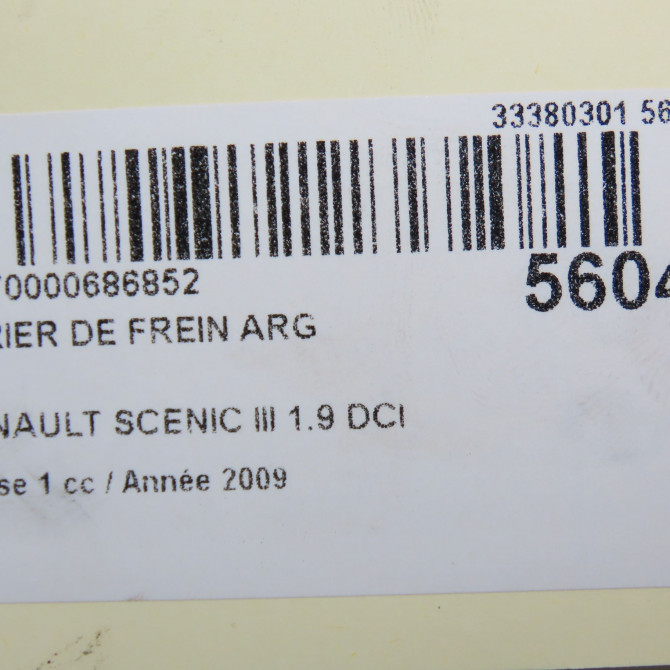 33380301 56
70000686852
5604
RIER DE FREIN ARG
NAULT SCENIC III 1.9 DCI
se 1 cc / Année 2009